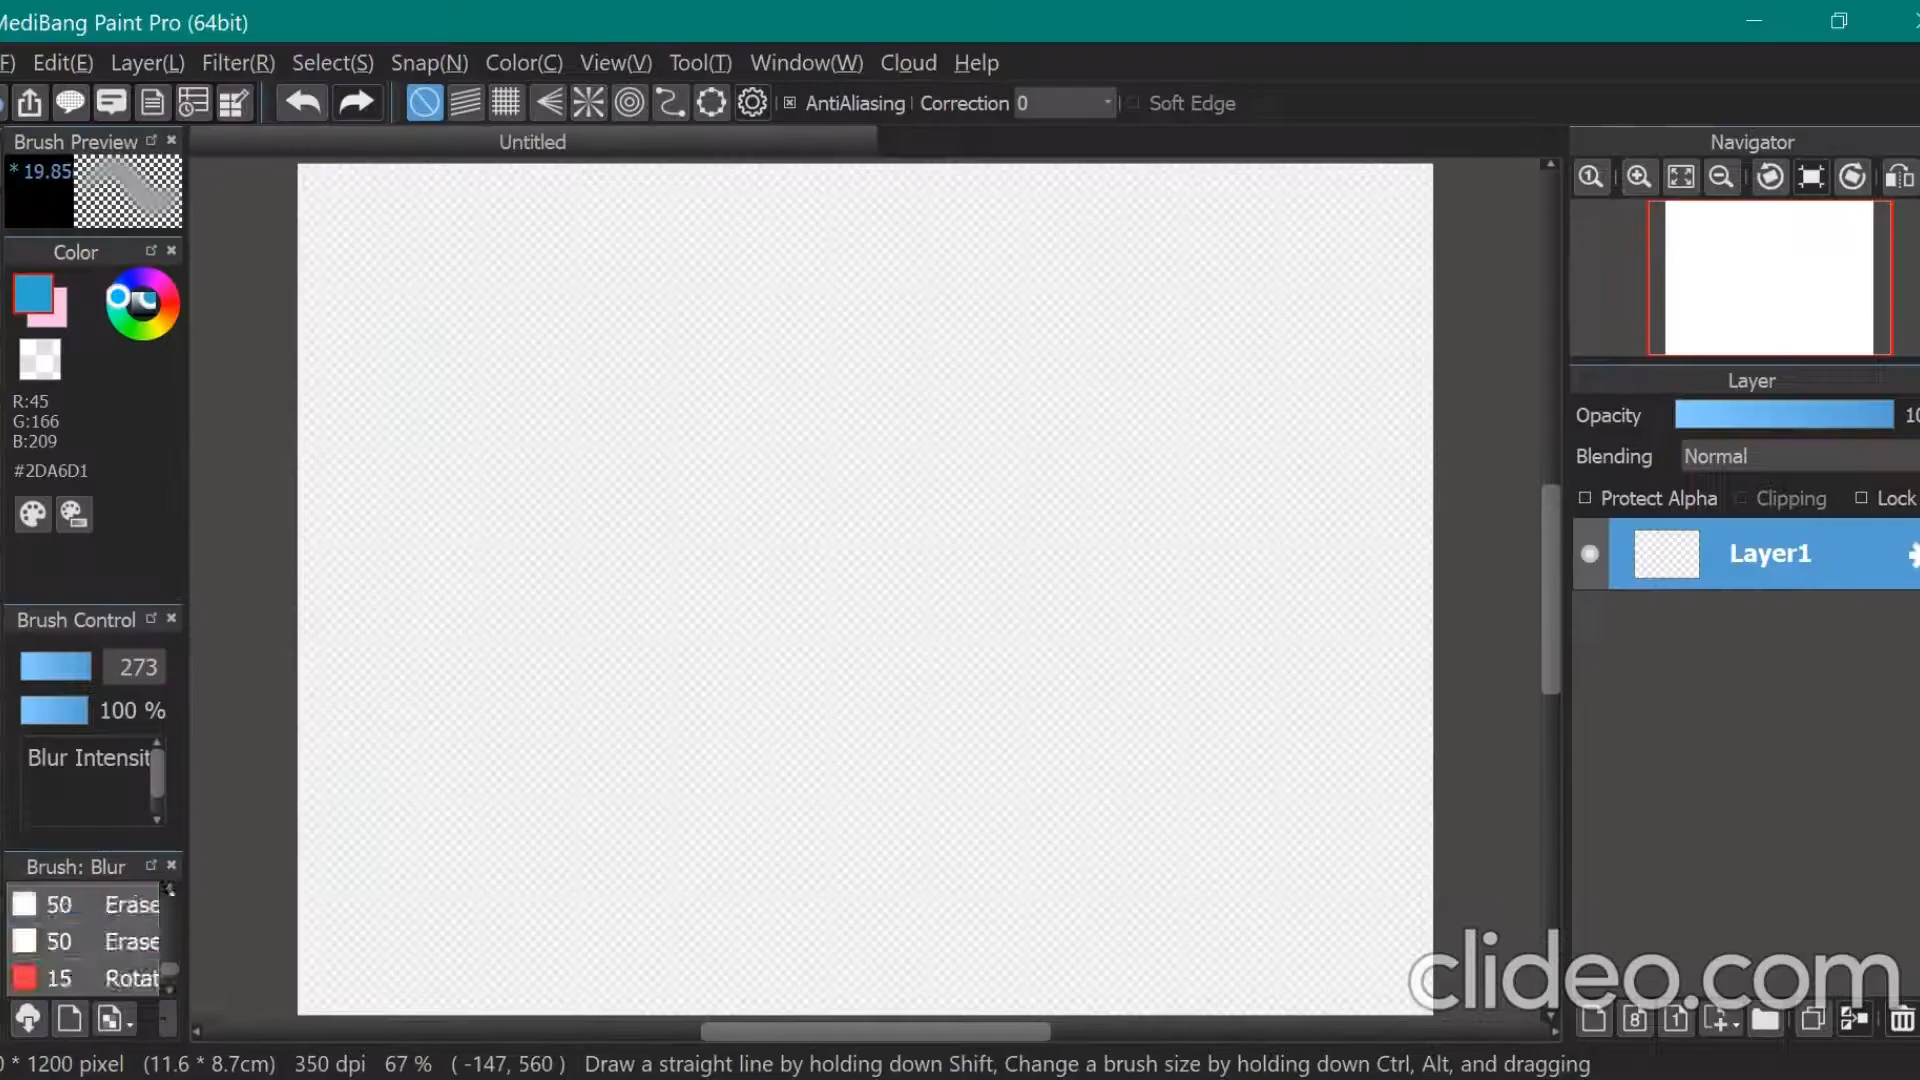 MediBang Paint Pro (64bit)
F) Edit(E) Layer(L) Filter(R) Select(S) Snap(N) Color(C) View(V) Tool(T) Window(W) Cloud Help
AntiAliasing Correction 0 Soft Edge
Brush Preview
Untitled
Navigator
* 19.85
Color
R:45
G:166
B:209
#2DA6D1
Layer
Opacity 10
Blending Normal
Protect Alpha Clipping Lock
Layer1
Brush Control
273
100 %
Blur Intensit
Brush: Blur
50 Erase
50 Erase
15 Rotat
8 1
clideo.com
0 * 1200 pixel (11.6 * 8.7cm) 350 dpi 67 % ( -147, 560 ) Draw a straight line by holding down Shift, Change a brush size by holding down Ctrl, Alt, and dragging